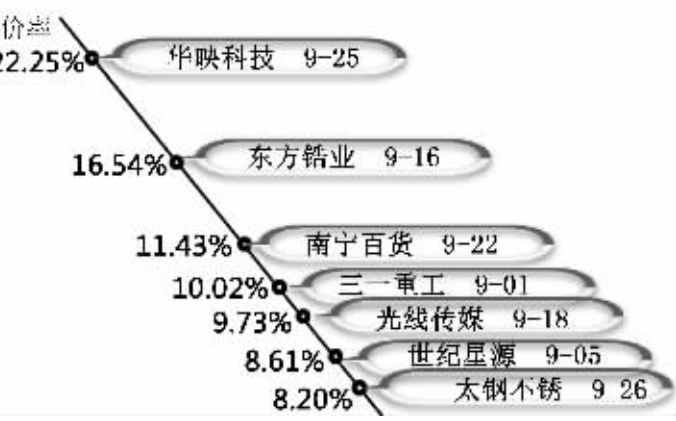 价率
22.25% 华映科技 9-25
16.54% 东方锆业 9-16
11.43% 南宁百货 9-22
10.02% 三一重工 9-01
9.73% 光线传媒 9-18
8.61% 世纪星源 9-05
8.20% 太钢不锈 9 26